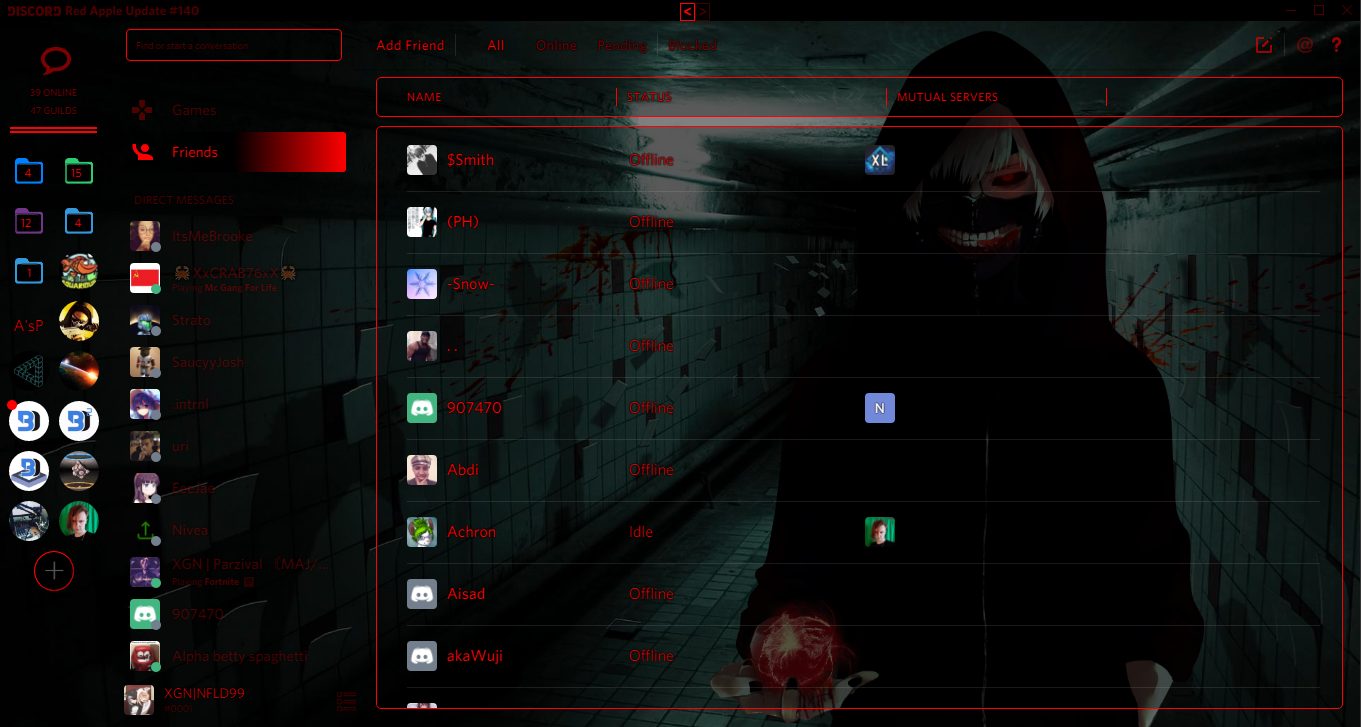 DISCORD Red Apple Update #140
< >
39 ONLINE
47 GUILDS
4
15
12
4
1
A'sP
Find or start a conversation
Games
Friends
DIRECT MESSAGES
ItsMeBrooke
🦀 XxCRAB76xX 🦀
Playing Mc Gang For Life
Strato
SaucyyJosh
.intrnl
uri
FeeJae
Nivea
XGN | Parzival 〔MAJ/...
Playing Fortnite
907470
Alpha betty spaghetti
XGN|NFLD99
#0001
Add Friend All Online Pending Blocked
@ ?
NAME STATUS MUTUAL SERVERS
$Smith Offline XL
(PH) Offline
-Snow- Offline
. . Offline
907470 Offline N
Abdi Offline
Achron Idle
Aisad Offline
akaWuji Offline